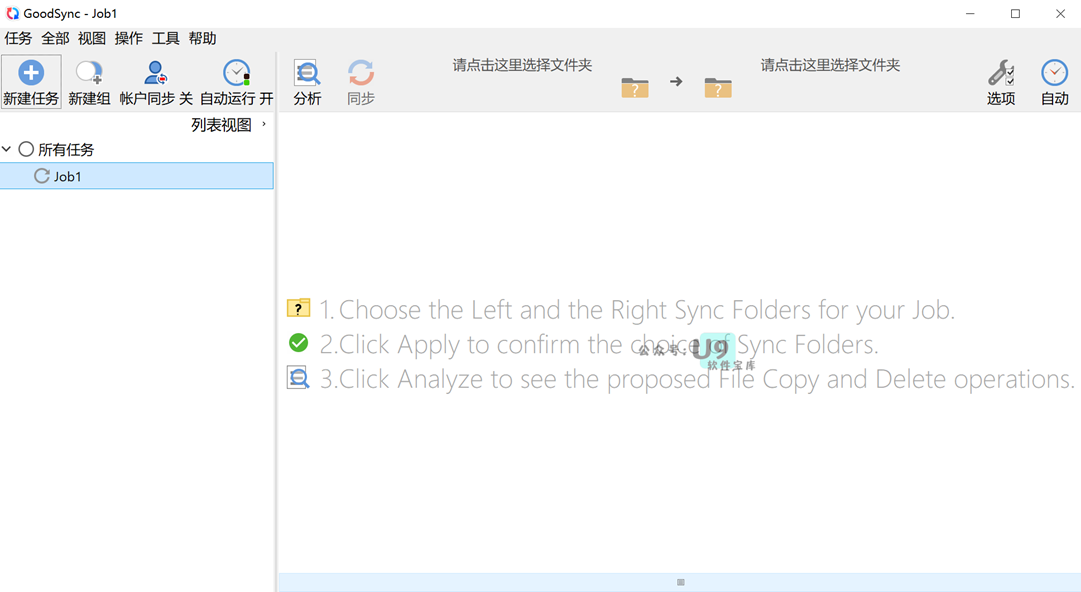 GoodSync - Job1
任务 全部 视图 操作 工具 帮助
新建任务 新建组 帐户同步 关 自动运行 开 分析 同步 请点击这里选择文件夹 请点击这里选择文件夹 选项 自动
列表视图
所有任务
Job1
1.Choose the Left and the Right Sync Folders for your Job.
2.Click Apply to confirm the choice of Sync Folders.
公众号: U9
软件宝库
3.Click Analyze to see the proposed File Copy and Delete operations.